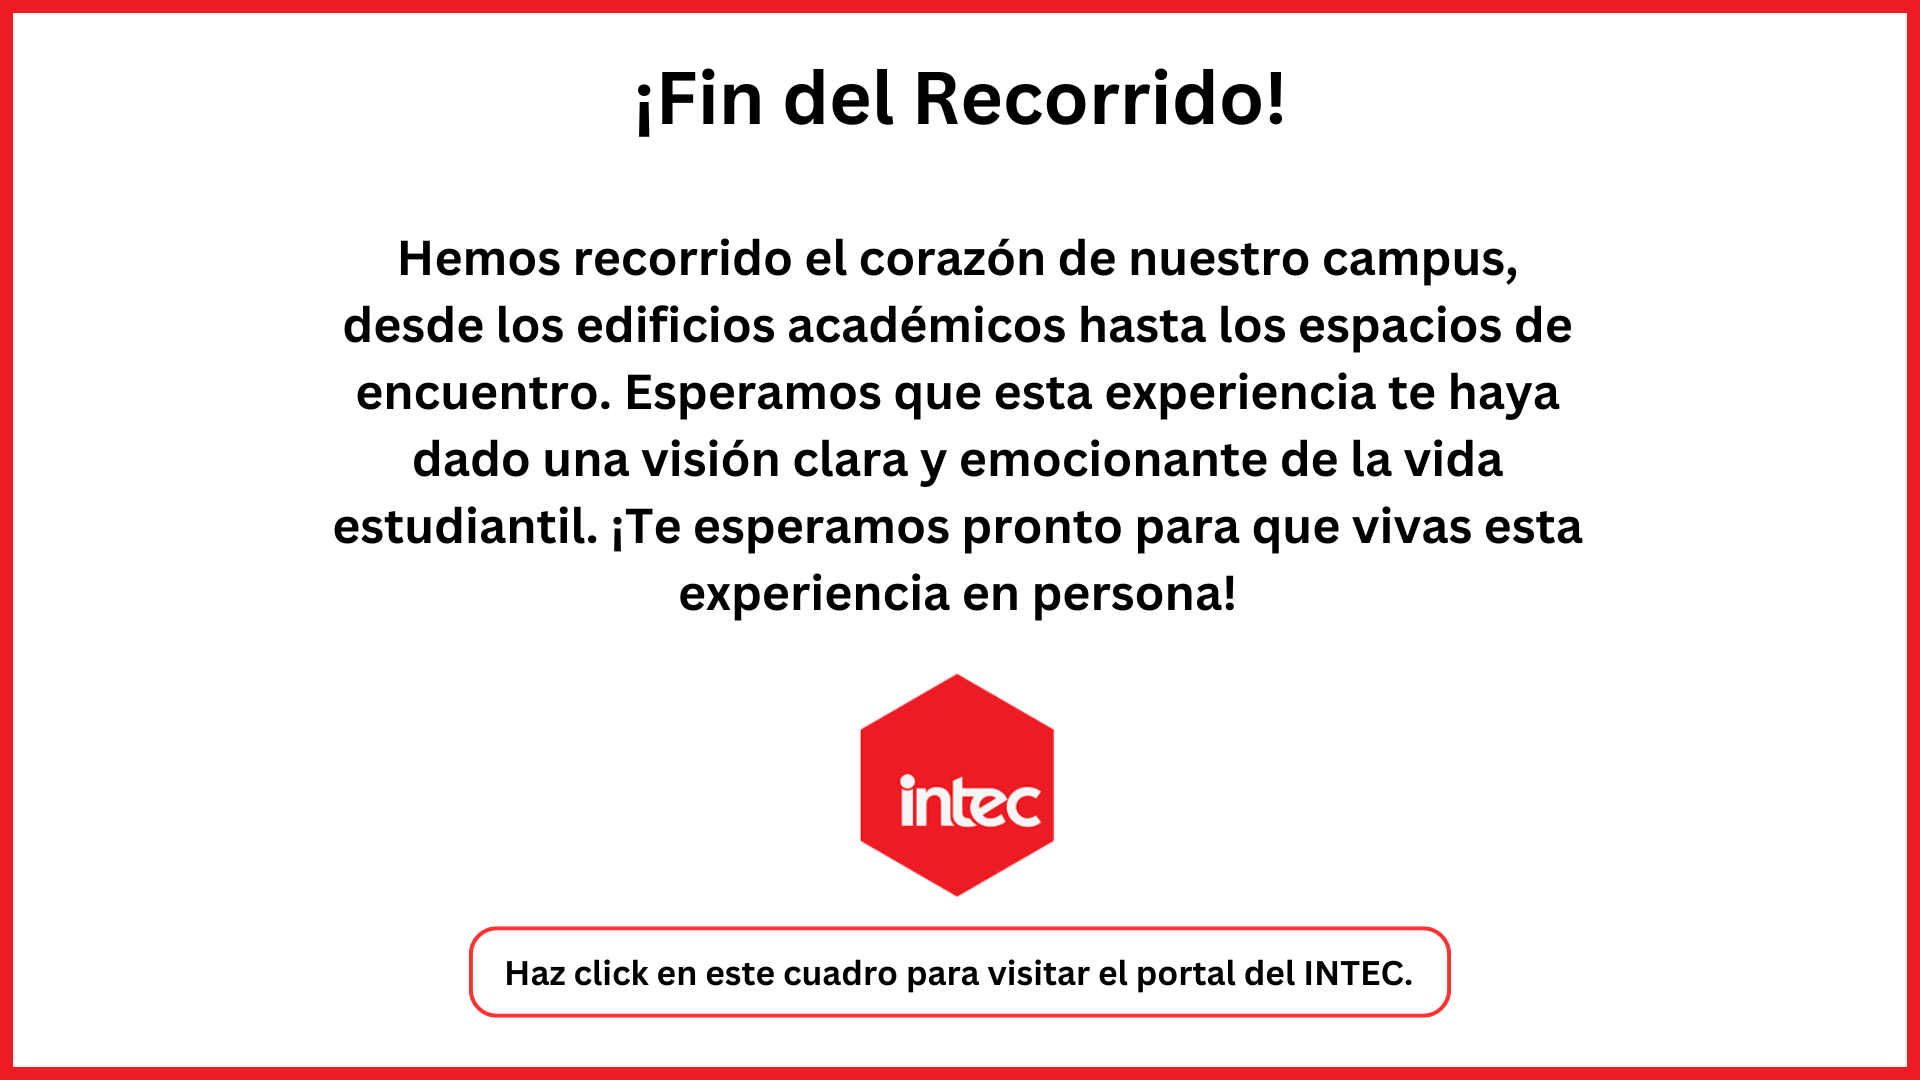 ¡Fin del Recorrido!
Hemos recorrido el corazón de nuestro campus,
desde los edificios académicos hasta los espacios de
encuentro. Esperamos que esta experiencia te haya
dado una visión clara y emocionante de la vida
estudiantil. ¡Te esperamos pronto para que vivas esta
experiencia en persona!
intec
Haz click en este cuadro para visitar el portal del INTEC.